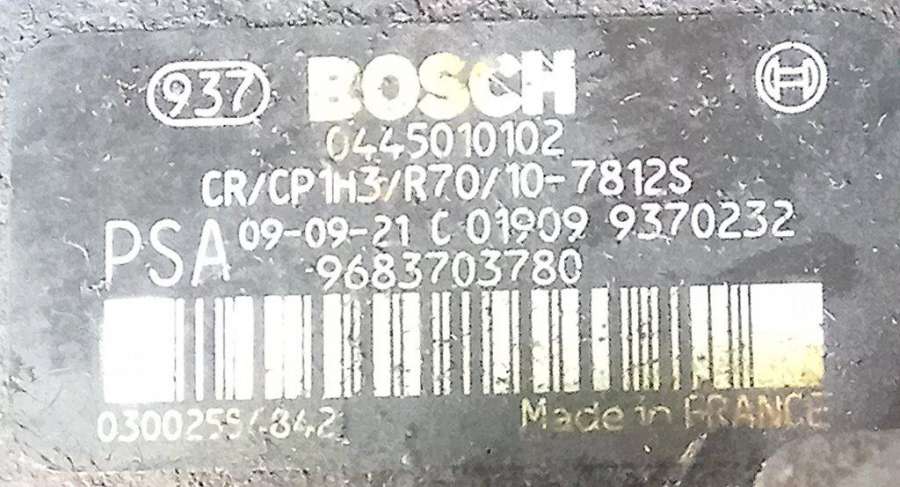 937 BOSCH
0445010102
CR/CP1H3/R70/10-7812S
PSA 09-09-21 C 01909 9370232
9683703780
Made in FRANCE